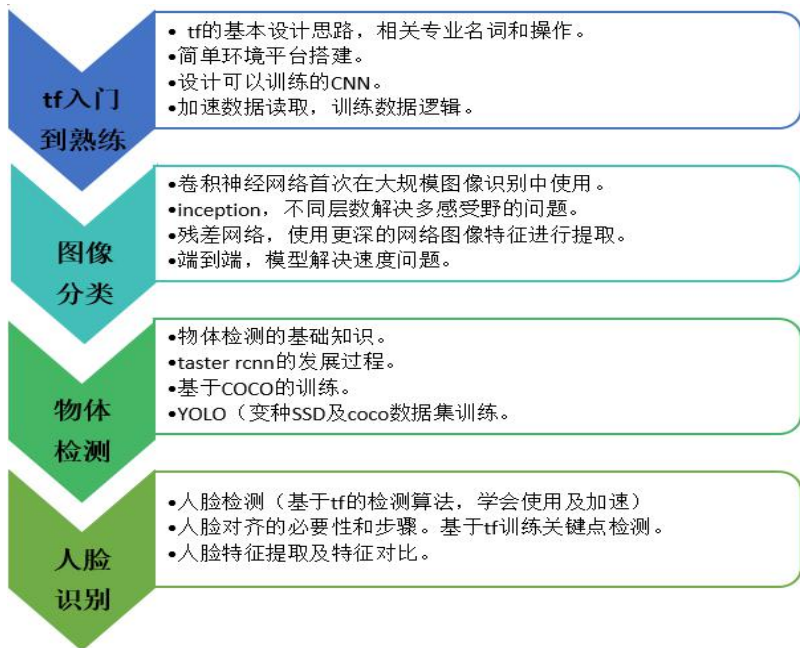 tf入门
到熟练
• tf的基本设计思路，相关专业名词和操作。
•简单环境平台搭建。
•设计可以训练的CNN。
•加速数据读取，训练数据逻辑。
图像
分类
•卷积神经网络首次在大规模图像识别中使用。
•inception，不同层数解决多感受野的问题。
•残差网络，使用更深的网络图像特征进行提取。
•端到端，模型解决速度问题。
物体
检测
•物体检测的基础知识。
•taster rcnn的发展过程。
•基于COCO的训练。
•YOLO（变种SSD及coco数据集训练。
人脸
识别
•人脸检测（基于tf的检测算法，学会使用及加速）
•人脸对齐的必要性和步骤。基于tf训练关键点检测。
•人脸特征提取及特征对比。